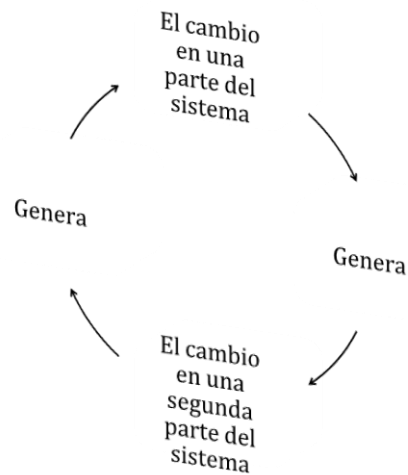 El cambio
en una
parte del
sistema
Genera
El cambio
en una
segunda
parte del
sistema
Genera